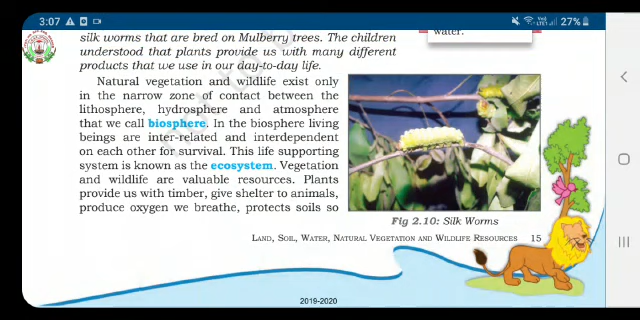 3:07
27%
silk worms that are bred on Mulberry trees. The children
understood that plants provide us with many different
products that we use in our day-to-day life.
water.
Natural vegetation and wildlife exist only
in the narrow zone of contact between the
lithosphere, hydrosphere and atmosphere
that we call biosphere. In the biosphere living
beings are inter-related and interdependent
on each other for survival. This life supporting
system is known as the ecosystem. Vegetation
and wildlife are valuable resources. Plants
provide us with timber, give shelter to animals,
produce oxygen we breathe, protects soils so
Fig 2.10: Silk Worms
Land, Soil, Water, Natural Vegetation and Wildlife Resources 15
2019-2020